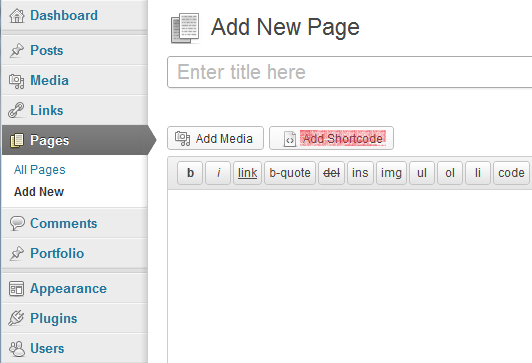 Dashboard
Posts
Media
Links
Pages
All Pages
Add New
Comments
Portfolio
Appearance
Plugins
Users
Add New Page
Enter title here
Add Media Add Shortcode
b i link b-quote del ins img ul ol li code